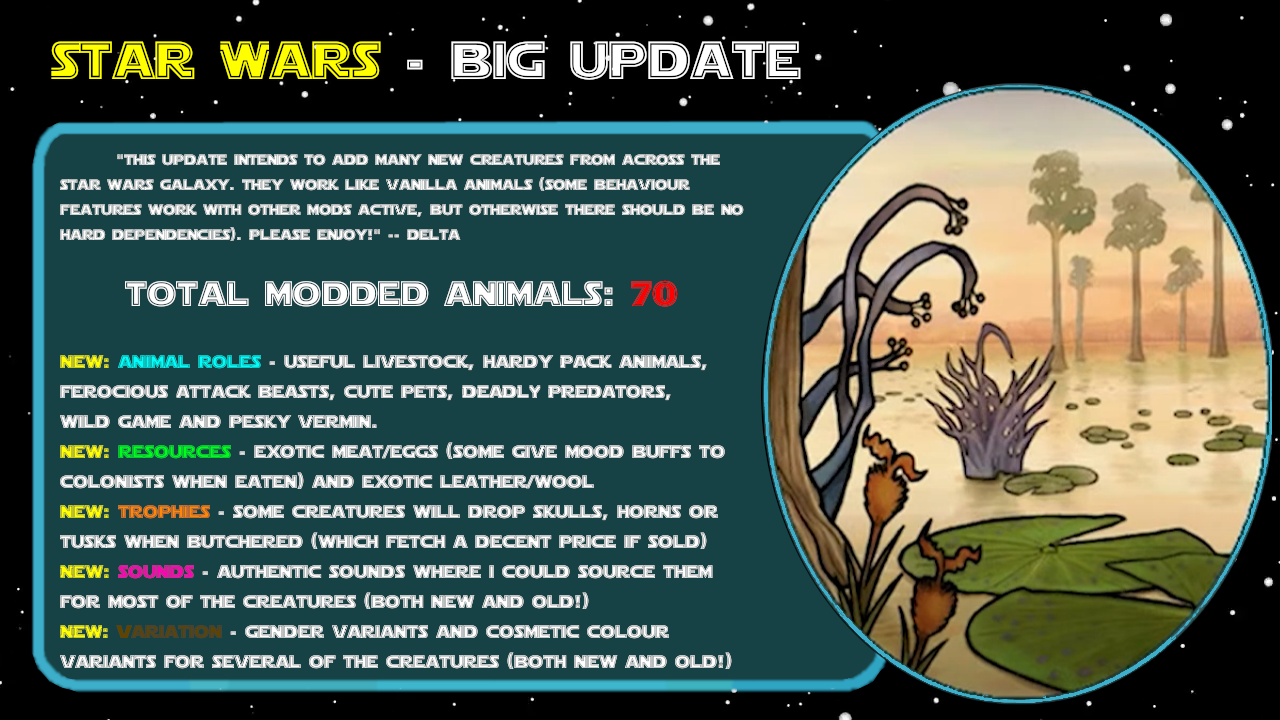 STAR WARS - BIG UPDATE
"THIS UPDATE INTENDS TO ADD MANY NEW CREATURES FROM ACROSS THE
STAR WARS GALAXY. THEY WORK LIKE VANILLA ANIMALS (SOME BEHAVIOUR
FEATURES WORK WITH OTHER MODS ACTIVE, BUT OTHERWISE THERE SHOULD BE NO
HARD DEPENDENCIES). PLEASE ENJOY!" -- DELTA
TOTAL MODDED ANIMALS: 70
NEW: ANIMAL ROLES - USEFUL LIVESTOCK, HARDY PACK ANIMALS,
FEROCIOUS ATTACK BEASTS, CUTE PETS, DEADLY PREDATORS,
WILD GAME AND PESKY VERMIN.
NEW: RESOURCES - EXOTIC MEAT/EGGS (SOME GIVE MOOD BUFFS TO
COLONISTS WHEN EATEN) AND EXOTIC LEATHER/WOOL
NEW: TROPHIES - SOME CREATURES WILL DROP SKULLS, HORNS OR
TUSKS WHEN BUTCHERED (WHICH FETCH A DECENT PRICE IF SOLD)
NEW: SOUNDS - AUTHENTIC SOUNDS WHERE I COULD SOURCE THEM
FOR MOST OF THE CREATURES (BOTH NEW AND OLD!)
NEW: VARIATION - GENDER VARIANTS AND COSMETIC COLOUR
VARIANTS FOR SEVERAL OF THE CREATURES (BOTH NEW AND OLD!)